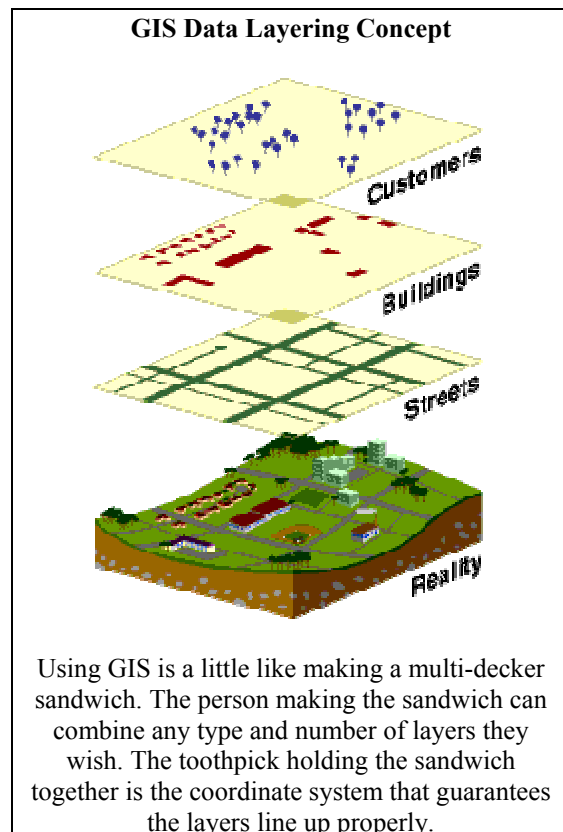 GIS Data Layering Concept
Customers
Buildings
Streets
Reality
Using GIS is a little like making a multi-decker
sandwich. The person making the sandwich can
combine any type and number of layers they
wish. The toothpick holding the sandwich
together is the coordinate system that guarantees
the layers line up properly.